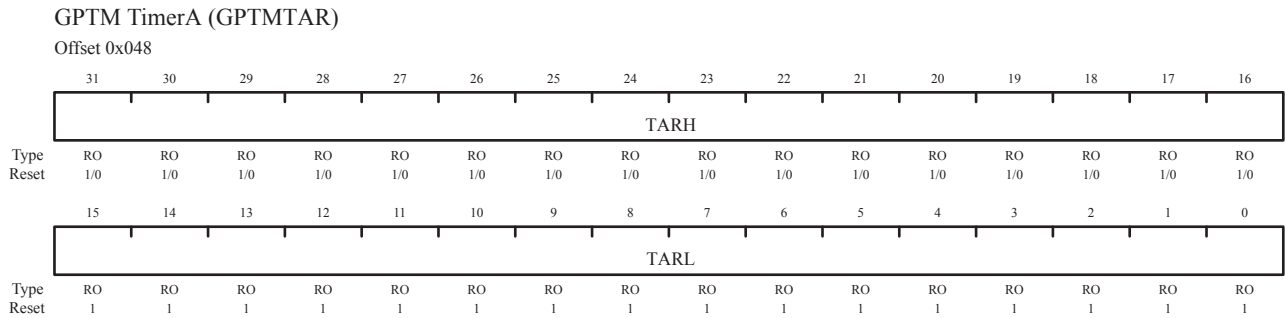 GPTM TimerA (GPTMTAR)
Offset 0x048
31 30 29 28 27 26 25 24 23 22 21 20 19 18 17 16
TARH
Type RO RO RO RO RO RO RO RO RO RO RO RO RO RO RO RO
Reset 1/0 1/0 1/0 1/0 1/0 1/0 1/0 1/0 1/0 1/0 1/0 1/0 1/0 1/0 1/0 1/0
15 14 13 12 11 10 9 8 7 6 5 4 3 2 1 0
TARL
Type RO RO RO RO RO RO RO RO RO RO RO RO RO RO RO RO
Reset 1 1 1 1 1 1 1 1 1 1 1 1 1 1 1 1